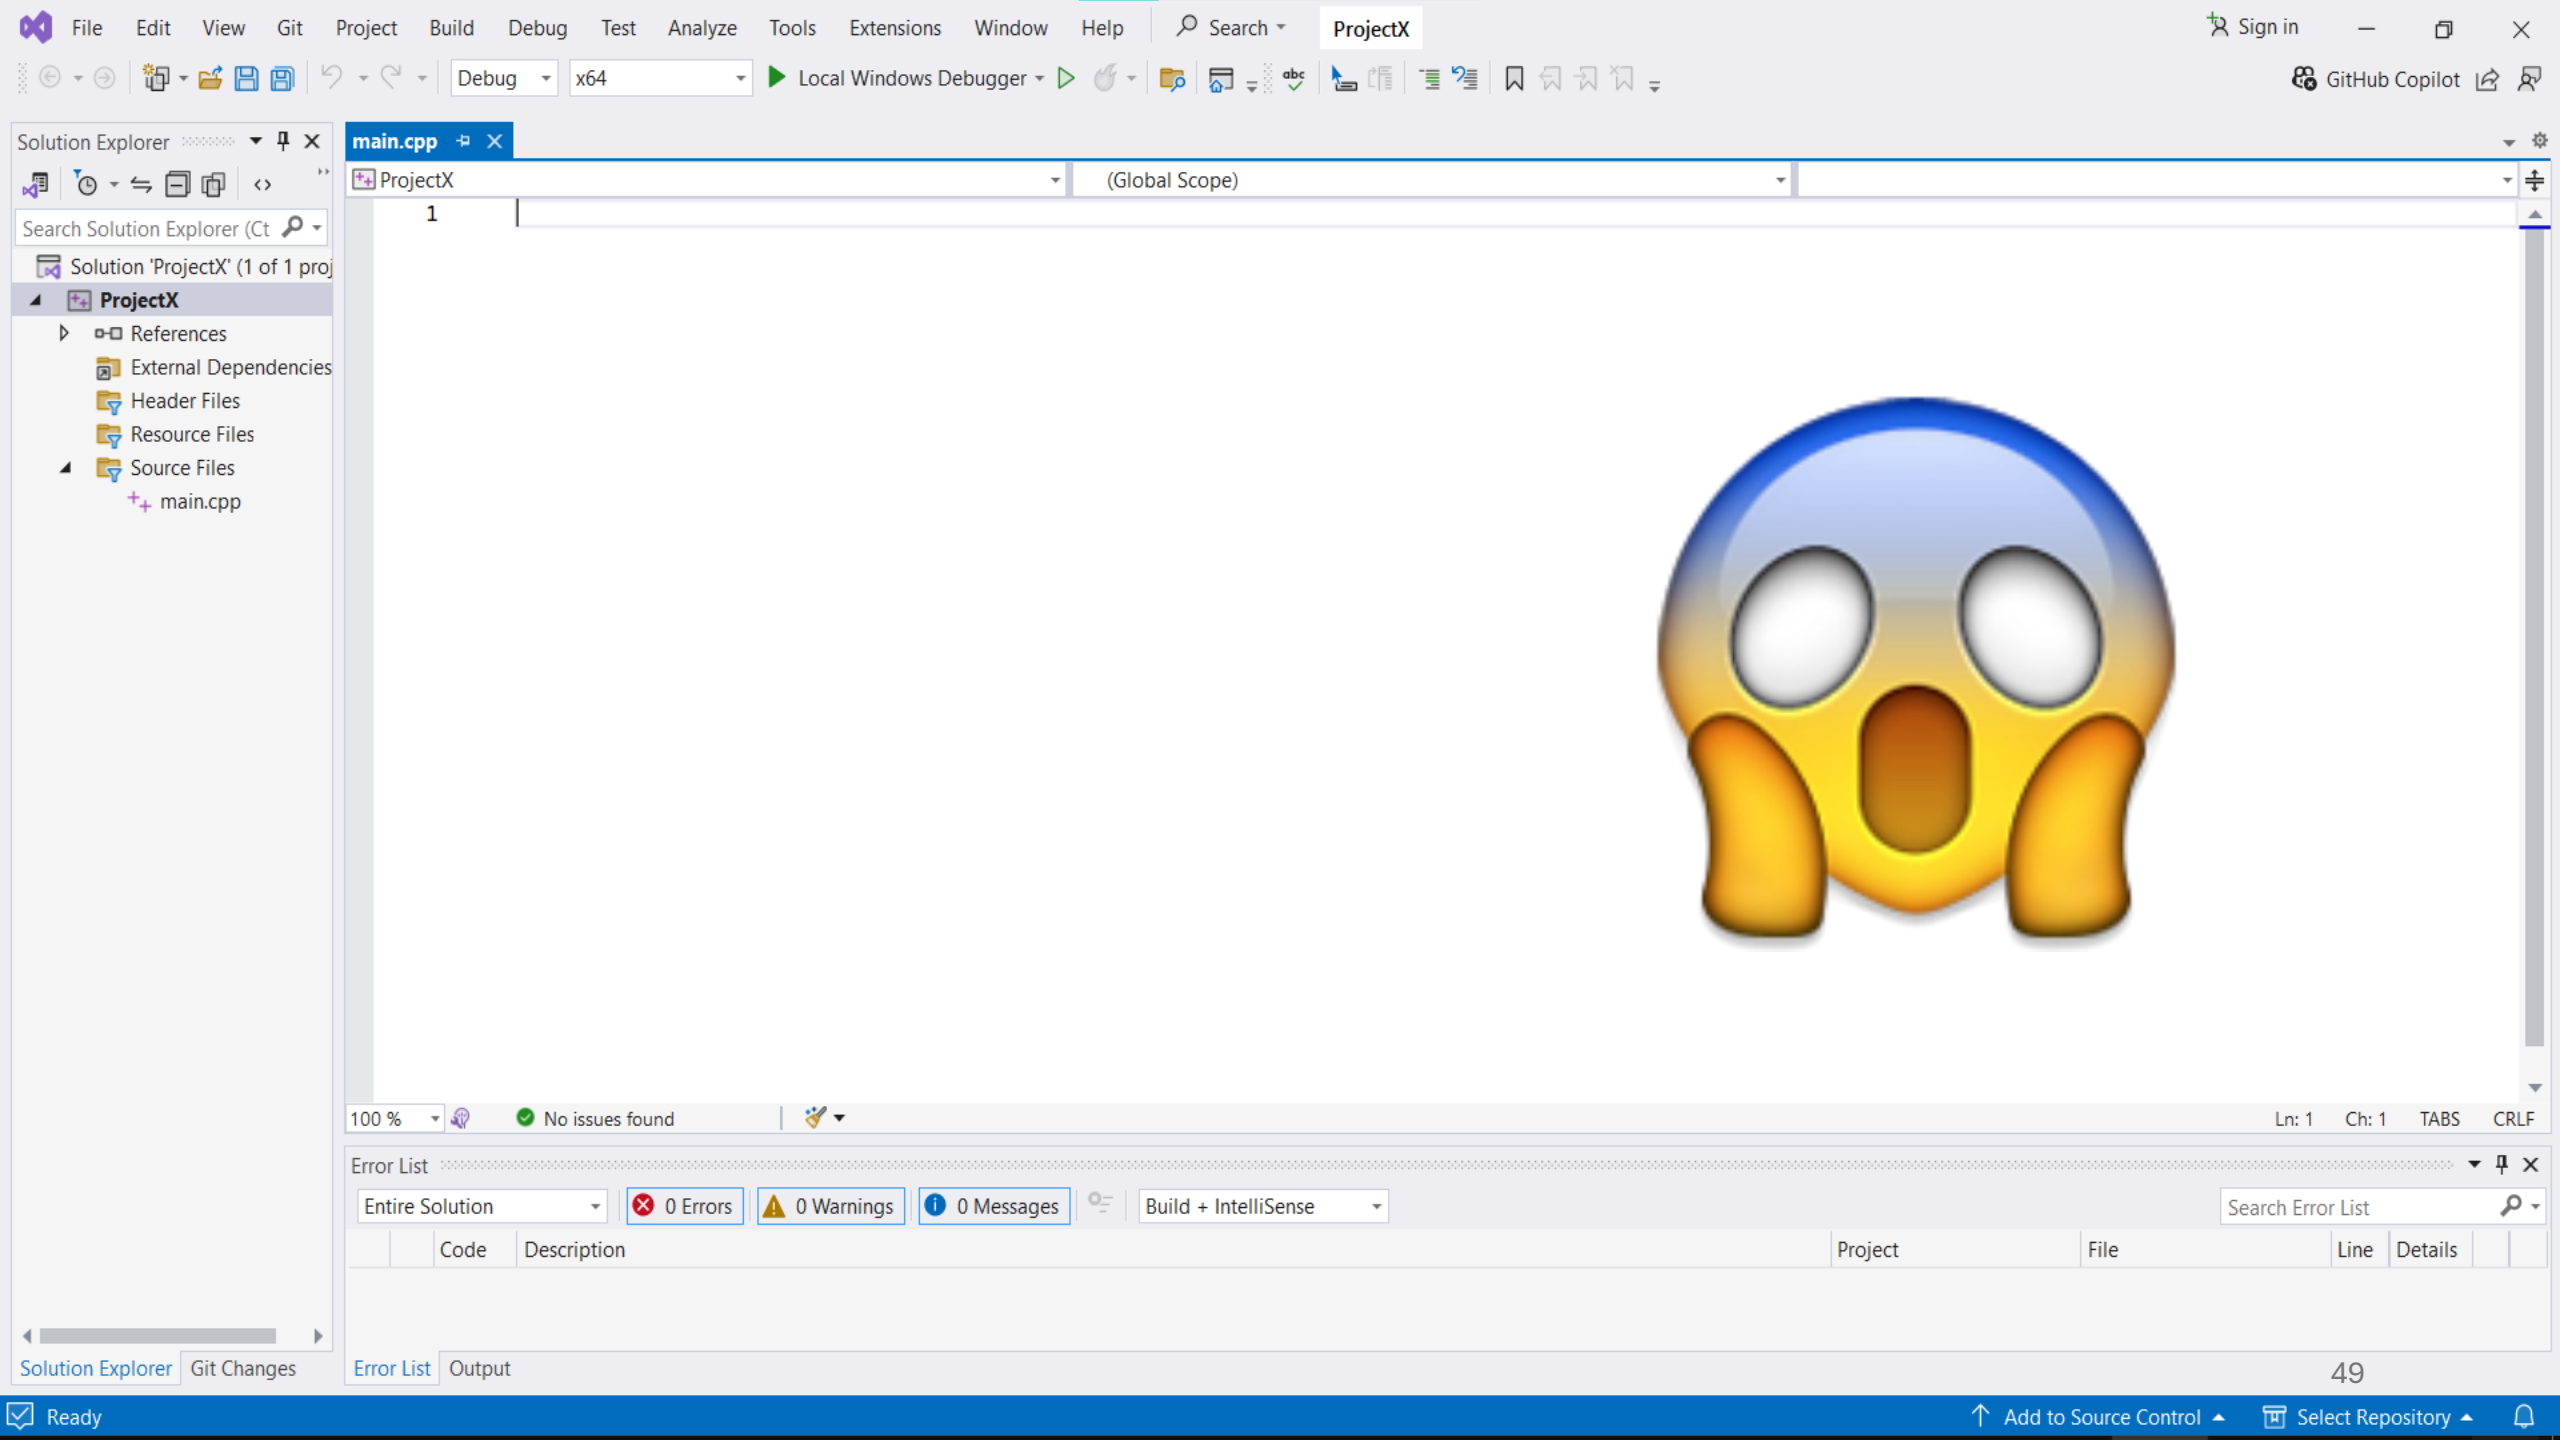 File Edit View Git Project Build Debug Test Analyze Tools Extensions Window Help Search ProjectX Sign in
Debug x64 Local Windows Debugger abc GitHub Copilot
Solution Explorer
main.cpp
ProjectX (Global Scope)
Search Solution Explorer (Ct
1
Solution 'ProjectX' (1 of 1 proj
ProjectX
References
External Dependencies
Header Files
Resource Files
Source Files
main.cpp
100 % No issues found Ln: 1 Ch: 1 TABS CRLF
Error List
Entire Solution 0 Errors 0 Warnings 0 Messages Build + IntelliSense Search Error List
Code Description Project File Line Details
Solution Explorer Git Changes Error List Output
49
Ready Add to Source Control Select Repository